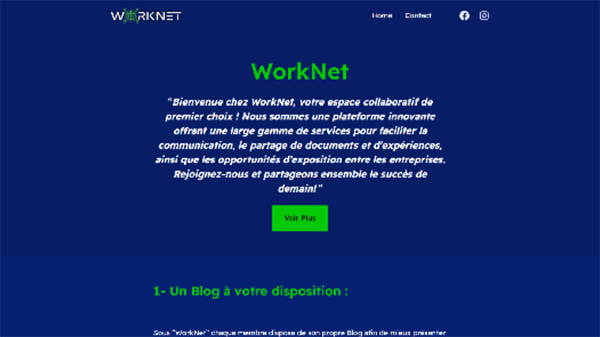 WORKNET Home Contact
WorkNet
"Bienvenue chez WorkNet, votre espace collaboratif de
premier choix ! Nous sommes une plateforme innovante
offrant une large gamme de services pour faciliter la
communication, le partage de documents et d'expériences,
ainsi que les opportunités d'exposition entre les entreprises.
Rejoignez-nous et partageons ensemble le succès de
demain!"
Voir Plus
1- Un Blog à votre disposition :
Sous "WorkNet" chaque membre dispose de son propre Blog afin de mieux présenter